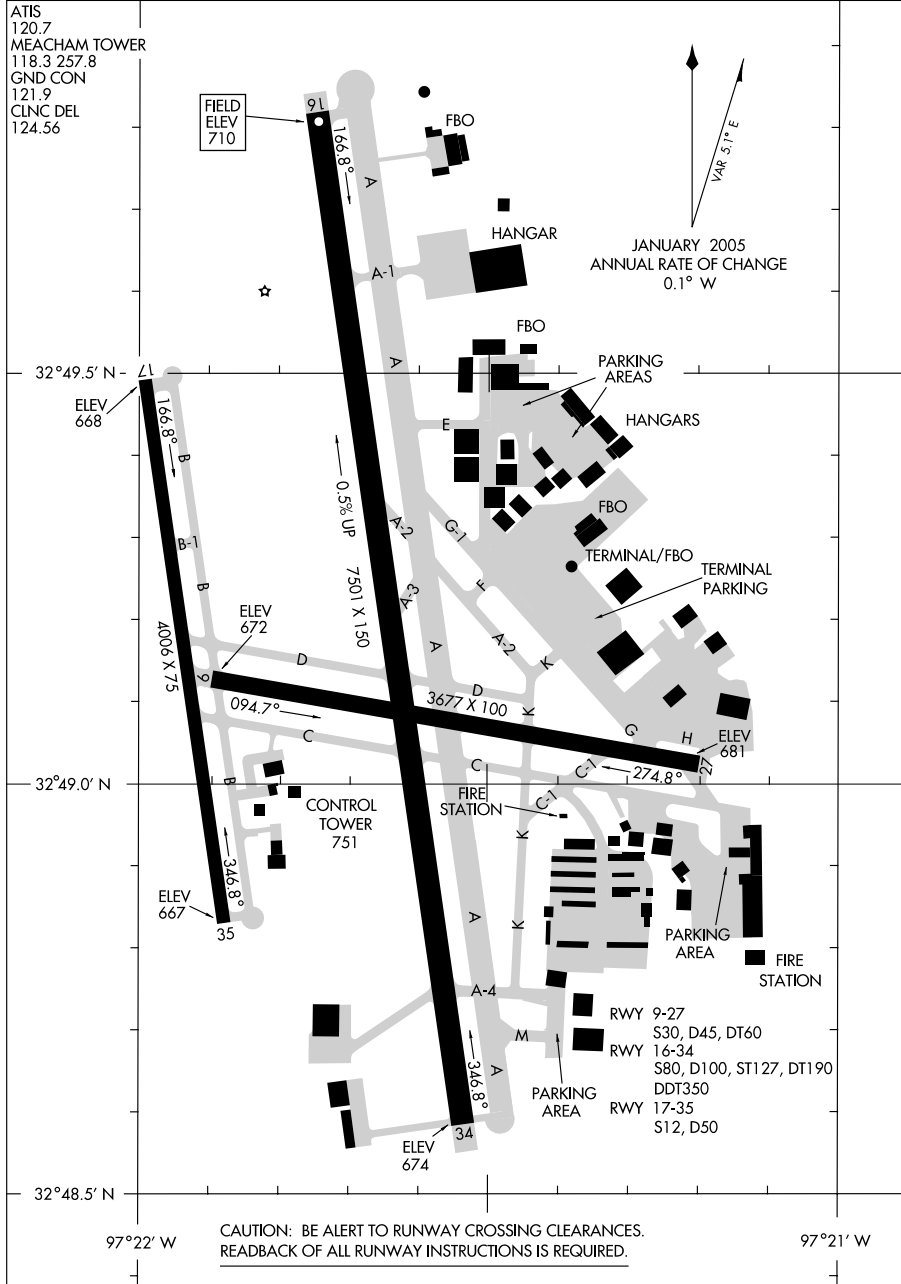 ATIS
120.7
MEACHAM TOWER
118.3 257.8
GND CON
121.9
CLNC DEL
124.56
FIELD
ELEV
710
16
166.8°
A
FBO
VAR 5.1° E
JANUARY 2005
ANNUAL RATE OF CHANGE
0.1° W
HANGAR
A-1
FBO
A
PARKING
AREAS
32°49.5' N
17
ELEV
668
166.8°
HANGARS
E
B
0.5% UP
A-2
G-1
FBO
B-1
TERMINAL/FBO
TERMINAL
PARKING
B
7501 X 150
A-3
F
ELEV
672
4006 X 75
D
A
A-2
K
9
D
094.7°
3677 X 100
K
G
H
ELEV
681
C
C
C-1
274.8°
27
32°49.0' N
B
FIRE
STATION
C-1
CONTROL
TOWER
751
K
346.8°
ELEV
667
35
A
K
PARKING
AREA
FIRE
STATION
A-4
M
346.8°
A
PARKING
AREA
RWY 9-27
S30, D45, DT60
RWY 16-34
S80, D100, ST127, DT190
DDT350
RWY 17-35
S12, D50
34
ELEV
674
32°48.5' N
97°22' W
CAUTION: BE ALERT TO RUNWAY CROSSING CLEARANCES.
READBACK OF ALL RUNWAY INSTRUCTIONS IS REQUIRED.
97°21' W